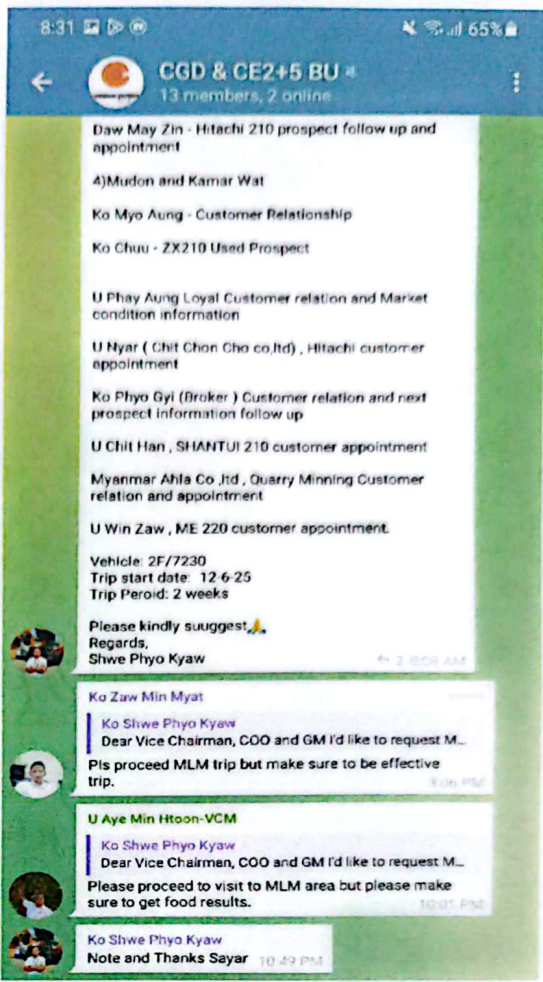 8:31
65%
CGD & CE2+5 BU
13 members, 2 online
Daw May Zin - Hitachi 210 prospect follow up and
appointment
4)Mudon and Kamar Wat
Ko Myo Aung - Customer Relationship
Ko Chuu - ZX210 Used Prospect
U Phay Aung Loyal Customer relation and Market
condition information
U Nyar ( Chit Chon Cho co,ltd) , Hitachi customer
appointment
Ko Phyo Gyi (Broker ) Customer relation and next
prospect information follow up
U Chit Han , SHANTUI 210 customer appointment
Myanmar Ahla Co ,ltd , Quarry Minning Customer
relation and appointment
U Win Zaw , ME 220 customer appointment.
Vehicle: 2F/7230
Trip start date: 12-6-25
Trip Peroid: 2 weeks
Please kindly suuggest🙏
Regards,
Shwe Phyo Kyaw
2 9:08 AM
Ko Zaw Min Myat
Ko Shwe Phyo Kyaw
Dear Vice Chairman, COO and GM I'd like to request M...
Pls proceed MLM trip but make sure to be effective
trip.
U Aye Min Htoon-VCM
Ko Shwe Phyo Kyaw
Dear Vice Chairman, COO and GM I'd like to request M...
Please proceed to visit to MLM area but please make
sure to get food results.
10:01 PM
Ko Shwe Phyo Kyaw
Note and Thanks Sayar
10:49 PM